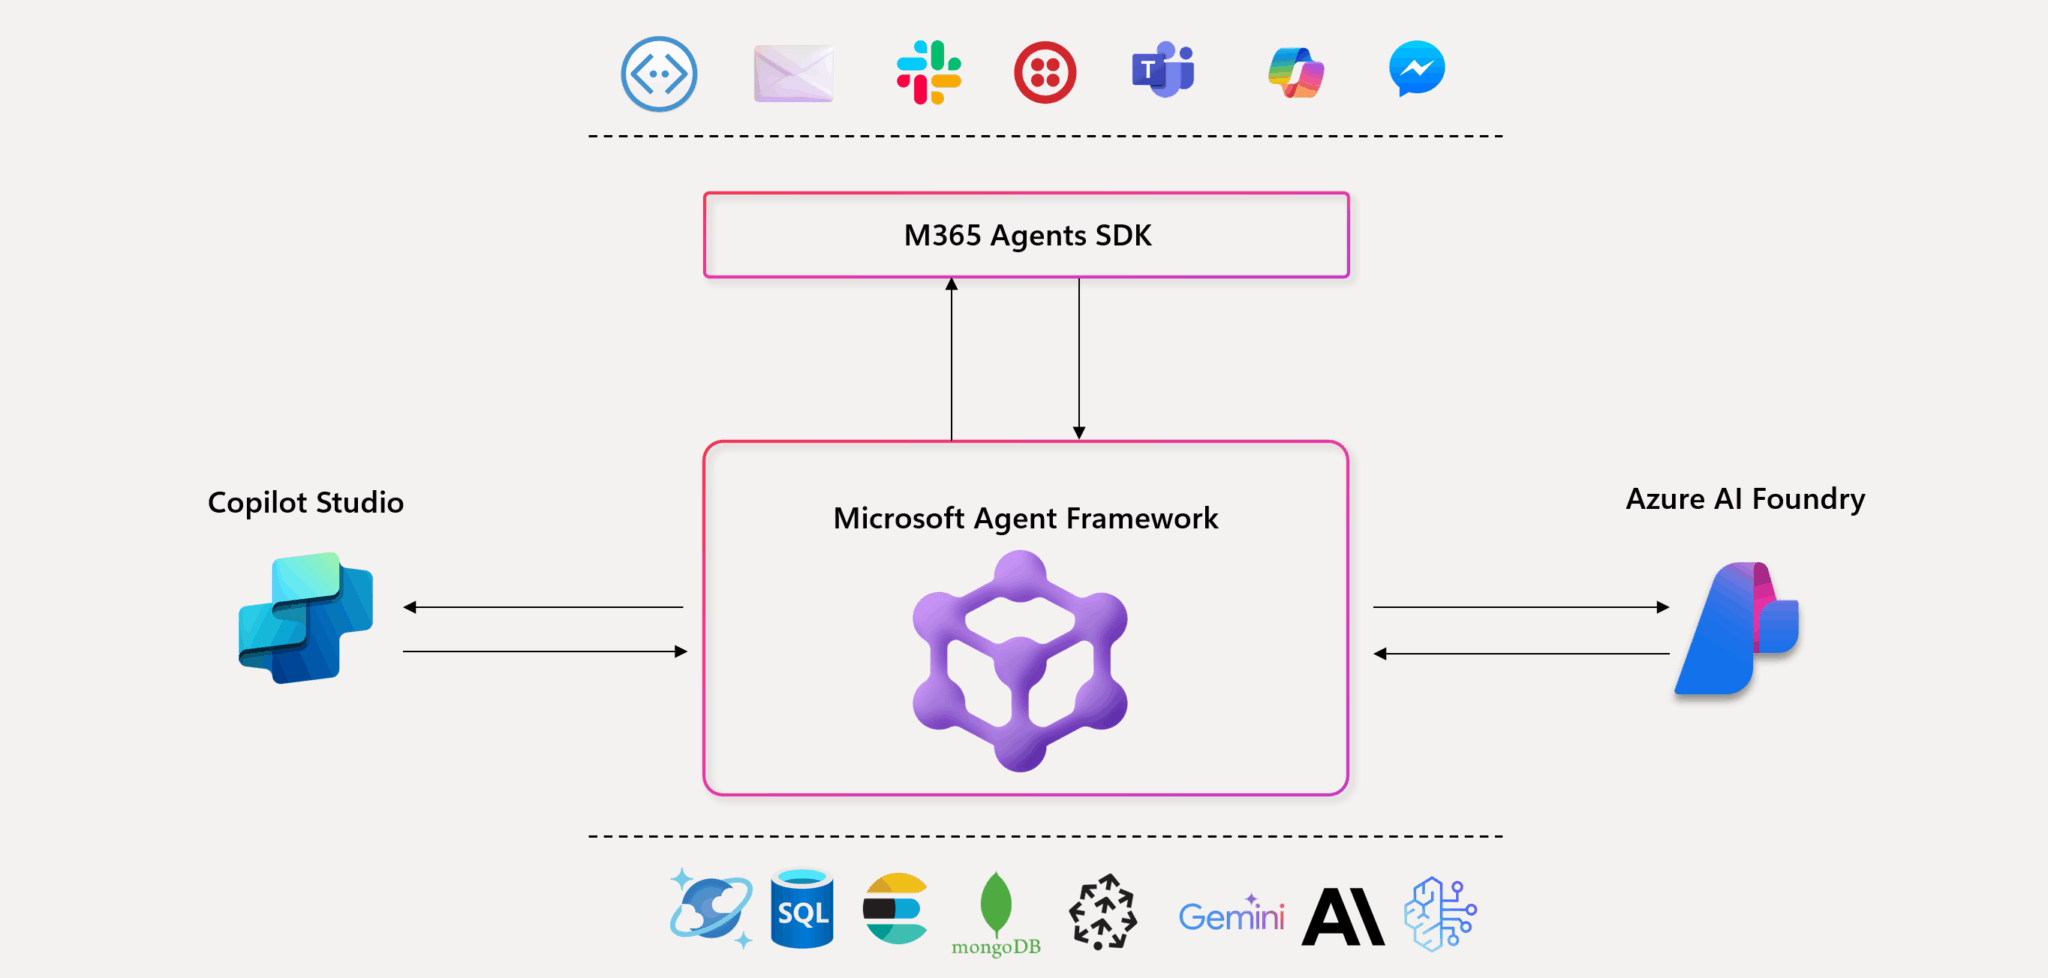 T
M365 Agents SDK
Copilot Studio
Microsoft Agent Framework
Azure AI Foundry
SQL
mongoDB
Gemini
AI